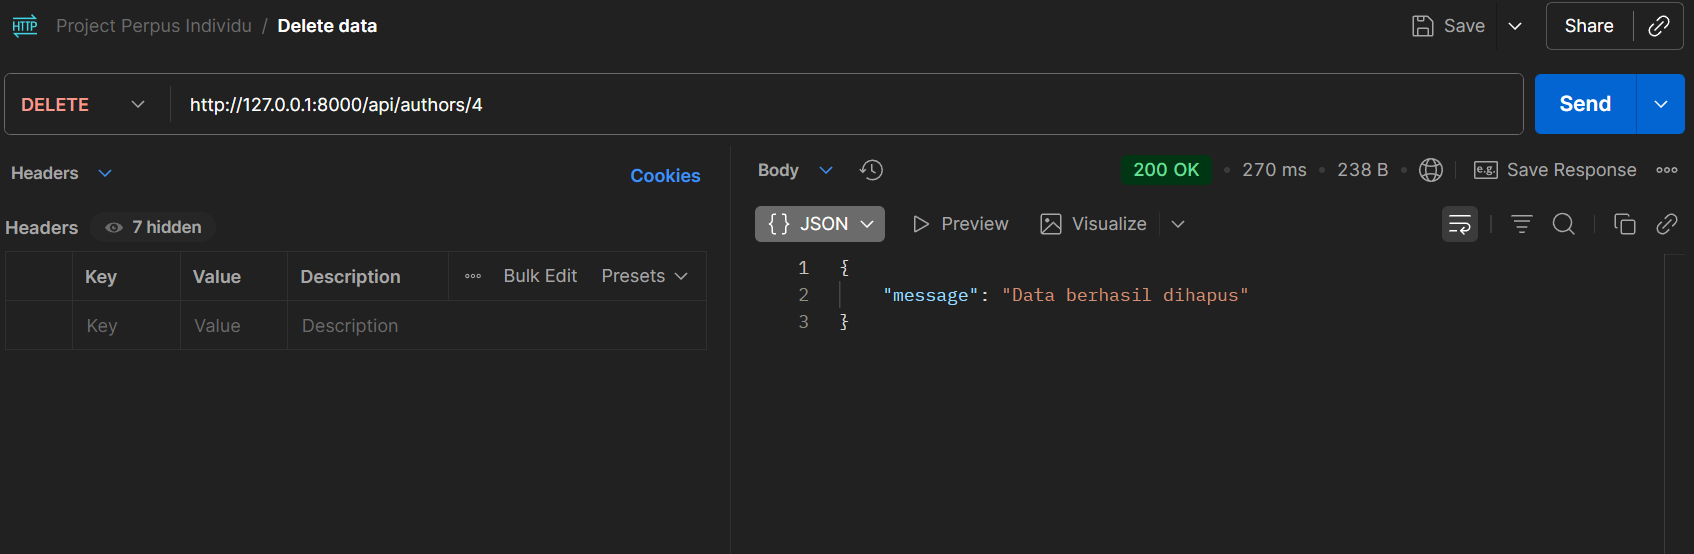 HTTP Project Perpus Individu / Delete data Save Share
DELETE http://127.0.0.1:8000/api/authors/4 Send
Headers Cookies
Body 200 OK • 270 ms • 238 B • e.g. Save Response
Headers 7 hidden
{} JSON Preview Visualize
Key Value Description Bulk Edit Presets
Key Value Description
1 {
2 "message": "Data berhasil dihapus"
3 }